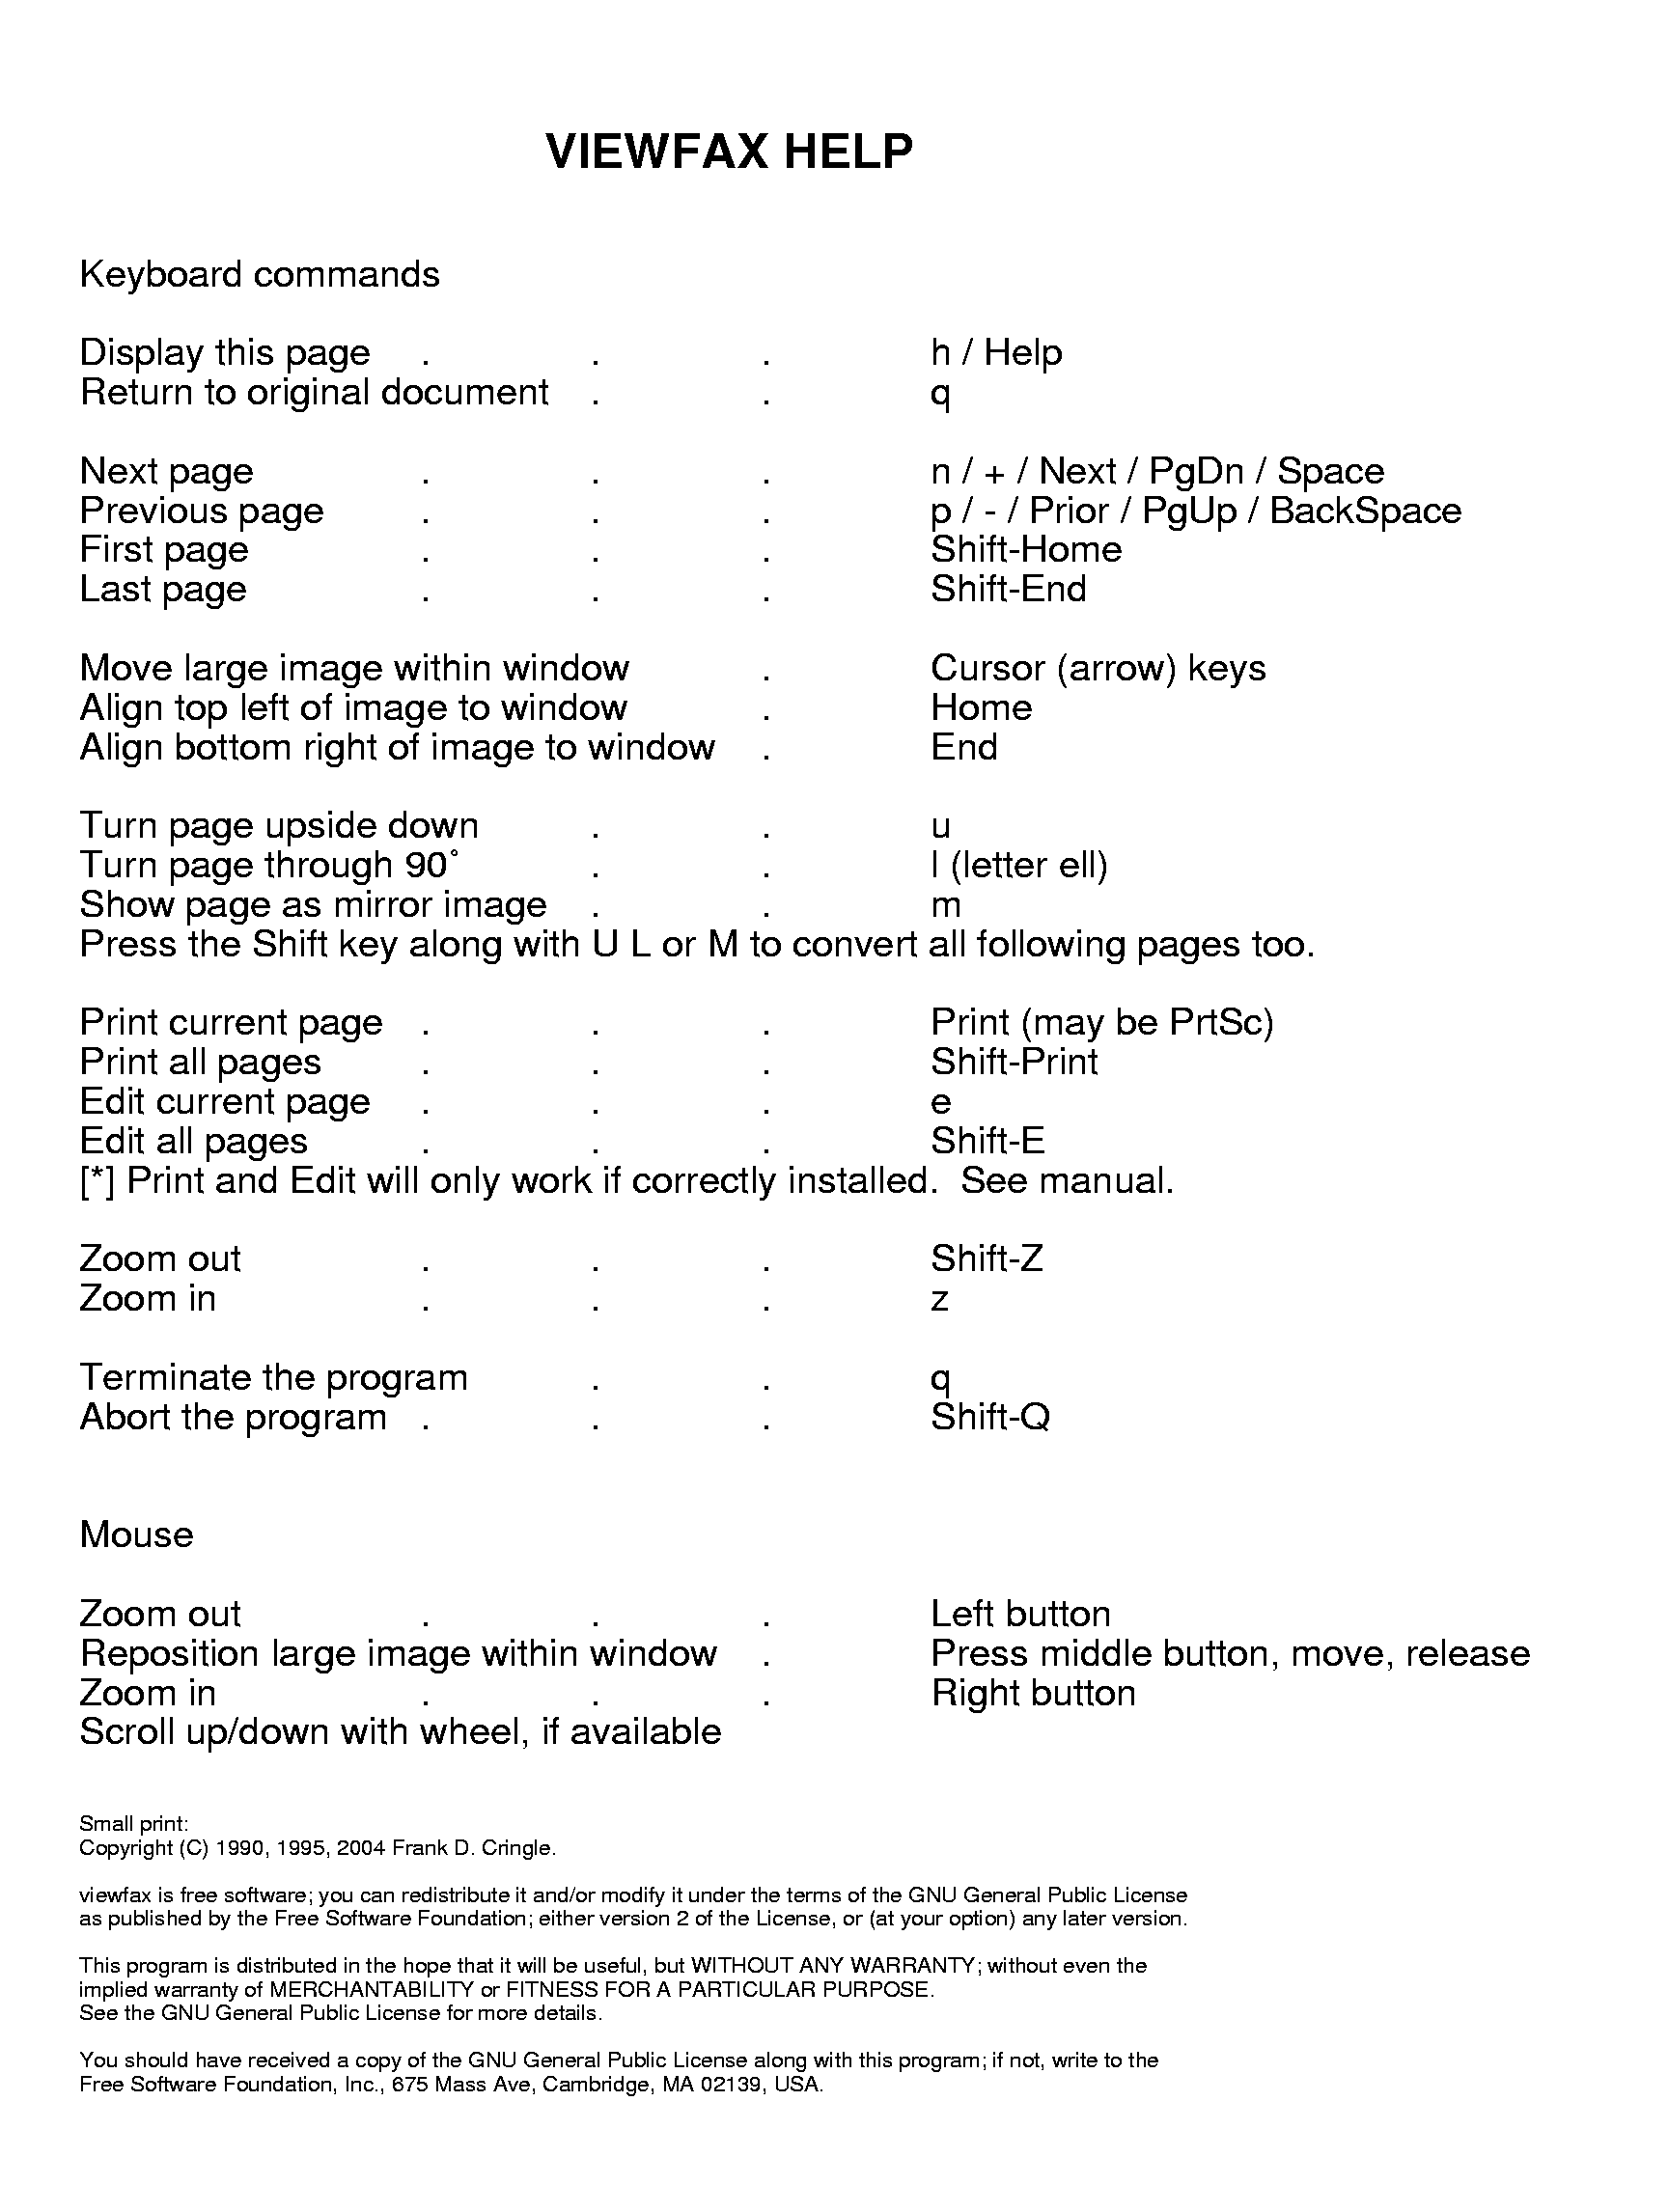 VIEWFAX HELP
Keyboard commands
Display this page . . . h / Help
Return to original document . . q
Next page . . . n / + / Next / PgDn / Space
Previous page . . . p / - / Prior / PgUp / BackSpace
First page . . . Shift-Home
Last page . . . Shift-End
Move large image within window . Cursor (arrow) keys
Align top left of image to window . Home
Align bottom right of image to window . End
Turn page upside down . . u
Turn page through 90˚ . . l (letter ell)
Show page as mirror image . . m
Press the Shift key along with U L or M to convert all following pages too.
Print current page . . . Print (may be PrtSc)
Print all pages . . . Shift-Print
Edit current page . . . e
Edit all pages . . . Shift-E
[*] Print and Edit will only work if correctly installed.  See manual.
Zoom out . . . Shift-Z
Zoom in . . . z
Terminate the program . . q
Abort the program . . . Shift-Q
Mouse
Zoom out . . . Left button
Reposition large image within window . Press middle button, move, release
Zoom in . . . Right button
Scroll up/down with wheel, if available
Small print:
Copyright (C) 1990, 1995, 2004 Frank D. Cringle.
viewfax is free software; you can redistribute it and/or modify it under the terms of the GNU General Public License
as published by the Free Software Foundation; either version 2 of the License, or (at your option) any later version.
This program is distributed in the hope that it will be useful, but WITHOUT ANY WARRANTY; without even the
implied warranty of MERCHANTABILITY or FITNESS FOR A PARTICULAR PURPOSE.
See the GNU General Public License for more details.
You should have received a copy of the GNU General Public License along with this program; if not, write to the
Free Software Foundation, Inc., 675 Mass Ave, Cambridge, MA 02139, USA.